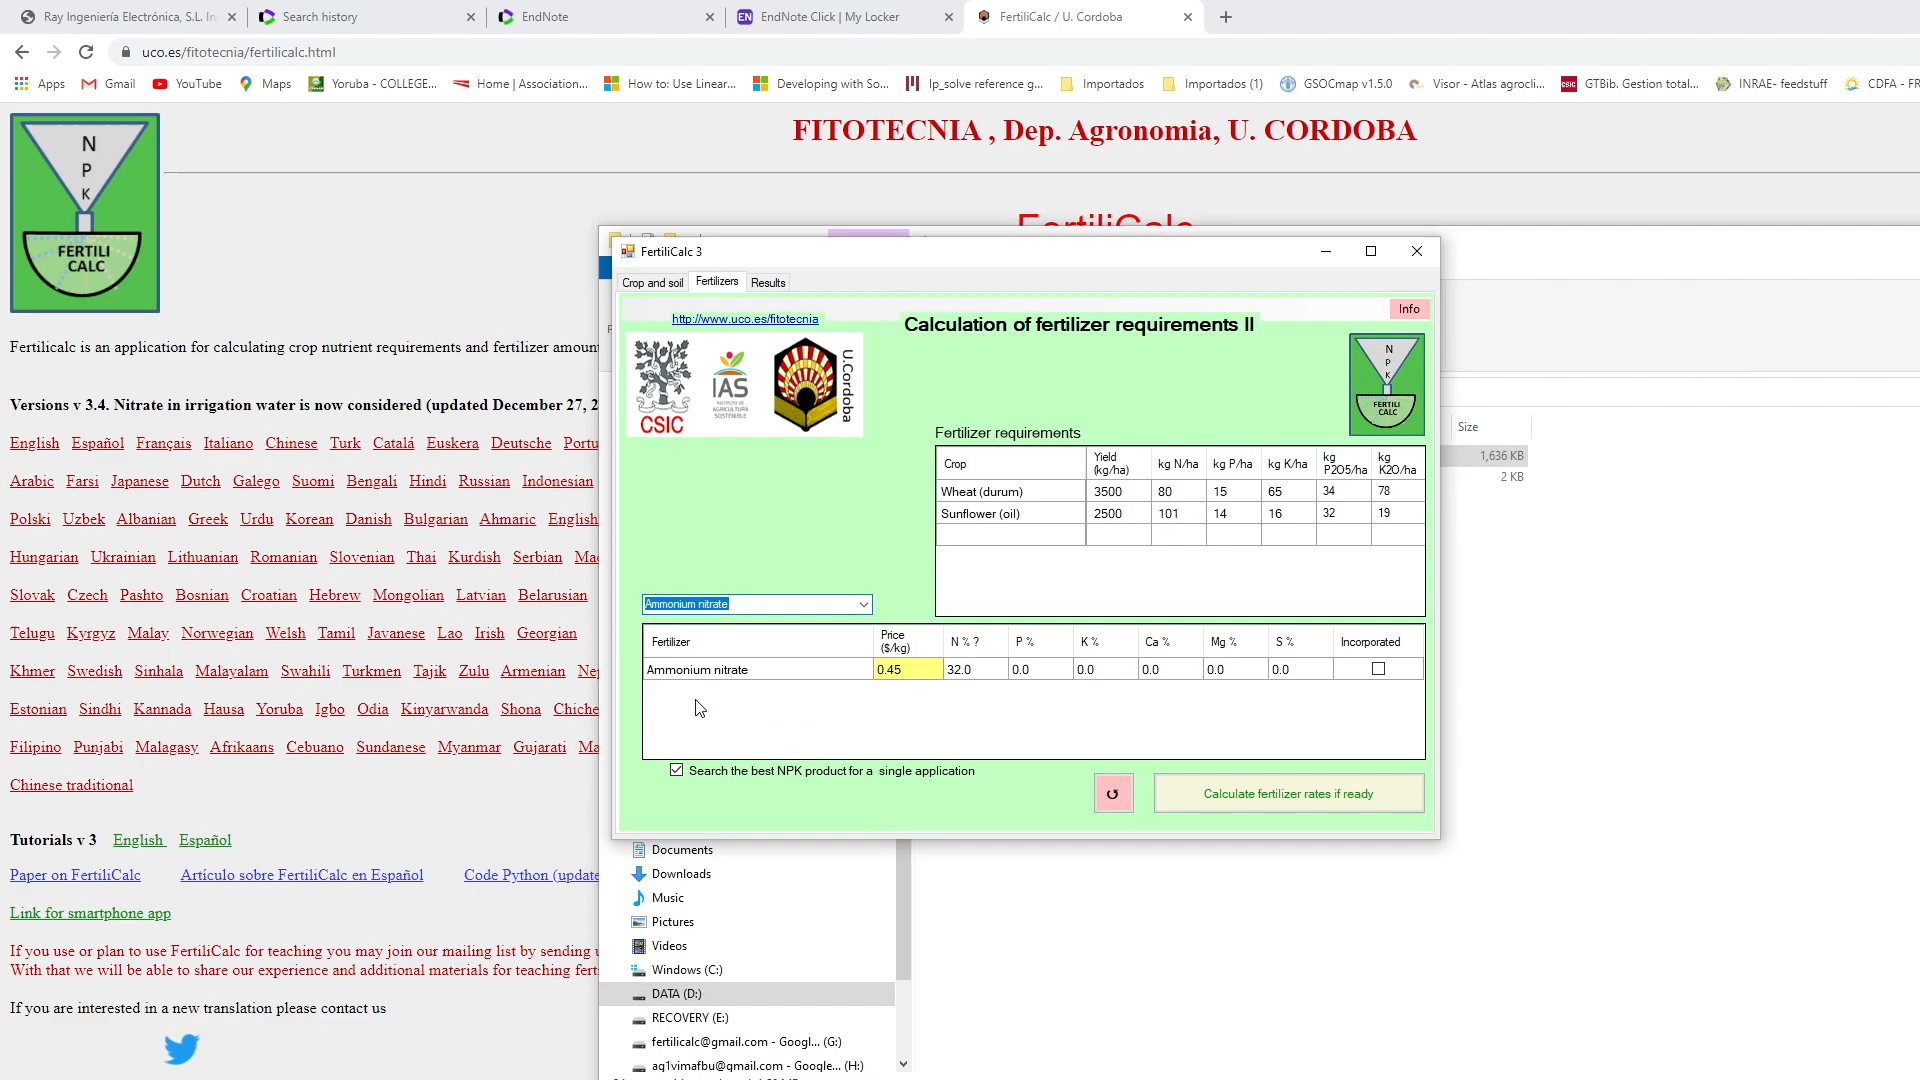 Ray Ingeniería Electrónica, S.L. In
Search history
EndNote
EN EndNote Click | My Locker
FertiliCalc / U. Cordoba
uco.es/fitotecnia/fertilicalc.html
Apps Gmail YouTube Maps Yoruba - COLLEGE... Home | Association... How to: Use Linear... Developing with So... lp_solve reference g... Importados Importados (1) GSOCmap v1.5.0 Visor - Atlas agrocli... CSIC GTBib. Gestion total... INRAE- feedstuff CDFA - FR
N
P
K
FERTILI
CALC
FITOTECNIA , Dep. Agronomia, U. CORDOBA
FertiliCalc
Fertilicalc is an application for calculating crop nutrient requirements and fertilizer amoun
Versions v 3.4. Nitrate in irrigation water is now considered (updated December 27, 2
English Español Français Italiano Chinese Turk Catalá Euskera Deutsche Portu
Arabic Farsi Japanese Dutch Galego Suomi Bengali Hindi Russian Indonesian
Polski Uzbek Albanian Greek Urdu Korean Danish Bulgarian Ahmaric English
Hungarian Ukrainian Lithuanian Romanian Slovenian Thai Kurdish Serbian Mac
Slovak Czech Pashto Bosnian Croatian Hebrew Mongolian Latvian Belarusian
Telugu Kyrgyz Malay Norwegian Welsh Tamil Javanese Lao Irish Georgian
Khmer Swedish Sinhala Malayalam Swahili Turkmen Tajik Zulu Armenian Nep
Estonian Sindhi Kannada Hausa Yoruba Igbo Odia Kinyarwanda Shona Chiche
Filipino Punjabi Malagasy Afrikaans Cebuano Sundanese Myanmar Gujarati Ma
Chinese traditional
Tutorials v 3 English Español
Paper on FertiliCalc Artículo sobre FertiliCalc en Español Code Python (update
Link for smartphone app
If you use or plan to use FertiliCalc for teaching you may join our mailing list by sending
With that we will be able to share our experience and additional materials for teaching fert
If you are interested in a new translation please contact us
FertiliCalc 3
Crop and soil Fertilizers Results
Info
http://www.uco.es/fitotecnia
Calculation of fertilizer requirements II
CSIC
IAS
INSTITUTO DE
AGRICULTURA
SOSTENIBLE
U.Cordoba
N
P
K
FERTILI
CALC
Fertilizer requirements
Crop Yield (kg/ha) kg N/ha kg P/ha kg K/ha kg P2O5/ha kg K2O/ha
Wheat (durum) 3500 80 15 65 34 78
Sunflower (oil) 2500 101 14 16 32 19
Ammonium nitrate
Fertilizer Price ($/kg) N % ? P % K % Ca % Mg % S % Incorporated
Ammonium nitrate 0.45 32.0 0.0 0.0 0.0 0.0 0.0
Search the best NPK product for a single application
↺
Calculate fertilizer rates if ready
Size
1,636 KB
2 KB
Documents
Downloads
Music
Pictures
Videos
Windows (C:)
DATA (D:)
RECOVERY (E:)
fertilicalc@gmail.com - Googl... (G:)
ag1vimafbu@gmail.com - Google... (H:)